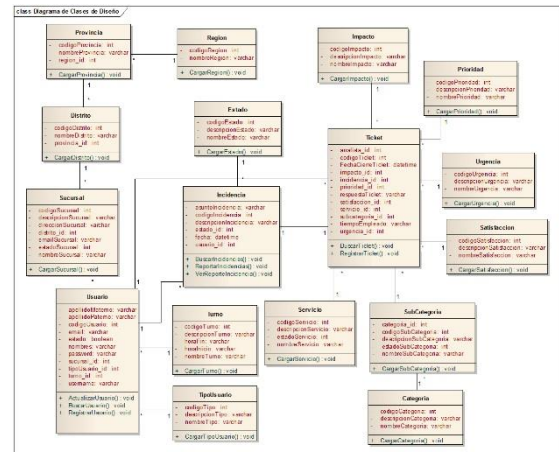 class Diagrama de Clases de Diseño
Provincia
- codigoProvincia: int
- nombreProvincia: varchar
- region_id: int
+ CargarProvincia() : void
Region
- codigoRegion: int
- nombreRegion: varchar
+ CargarRegion() : void
Impacto
- codigoImpacto: int
- descripcionImpacto: varchar
- nombreImpacto: varchar
+ CargarImpacto() : void
Prioridad
- codigoPrioridad: int
- descripcionPrioridad: varchar
- nombrePrioridad: varchar
+ CargarPrioridad() : void
Distrito
- codigoDistrito: int
- nombreDistrito: varchar
- provincia_id: int
+ CargarDistrito() : void
Estado
- codigoEstado: int
- descripcionEstado: varchar
- nombreEstado: varchar
+ CargarEstado() : void
Ticket
- analista_id: int
- codigoTicket: int
- FechaCierreTicket: datetime
- impacto_id: int
- incidencia_id: int
- prioridad_id: int
- respuestaTicket: varchar
- satisfaccion_id: int
- servicio_id: int
- subcategoria_id: int
- tiempoEmpleado: varchar
- urgencia_id: int
+ BuscarTicket() : void
+ RegistrarTicket() : void
Urgencia
- codigoUrgencia: int
- descripcionUrgencia: varchar
- nombreUrgencia: varchar
+ CargarUrgencia() : void
Sucursal
- codigoSucursal: int
- descripcionSucursal: varchar
- direccionSucursal: varchar
- distrito_id: int
- emailSucursal: varchar
- estadoSucursal: int
- nombreSucursal: varchar
+ CargarSucursal() : void
Incidencia
- asuntoIncidencia: varchar
- codigoIncidencia: int
- descripcionIncidencia: varchar
- estado_id: int
- fecha: datetime
- usuario_id: int
+ BuscarIncidencia() : void
+ ReportarIncidencias() : void
+ VerReporteIncidencia() : void
Satisfaccion
- codigoSatisfaccion: int
- descripcionSatisfaccion: varchar
- nombreSatisfaccion: varchar
+ CargarSatisfaccion() : void
Usuario
- apellidoMaterno: varchar
- apellidoPaterno: varchar
- codigoUsuario: int
- email: varchar
- estado: boolean
- nombres: varchar
- password: varchar
- sucursal_id: int
- tipoUsuario_id: int
- turno_id: int
- username: varchar
+ ActualizarUsuario() : void
+ BuscarUsuario() : void
+ RegistrarUsuario() : void
Turno
- codigoTurno: int
- descripcionTurno: varchar
- horaFin: varchar
- horaInicio: varchar
- nombreTurno: varchar
+ CargarTurno() : void
Servicio
- codigoServicio: int
- descripcionServicio: varchar
- estadoServicio: int
- nombreServicio: varchar
+ CargarServicio() : void
SubCategoria
- categoria_id: int
- codigoSubCategoria: int
- descripcionSubCategoria: varchar
- estadoSubCategoria: int
- nombreSubCategoria: varchar
+ CargarSubCategoria() : void
TipoUsuario
- codigoTipo: int
- descripcionTipo: varchar
- nombreTipo: varchar
+ CargarTipoUsuario() : void
Categoria
- codigoCategoria: int
- descripcionCategoria: varchar
- nombreCategoria: varchar
+ CargarCategoria() : void